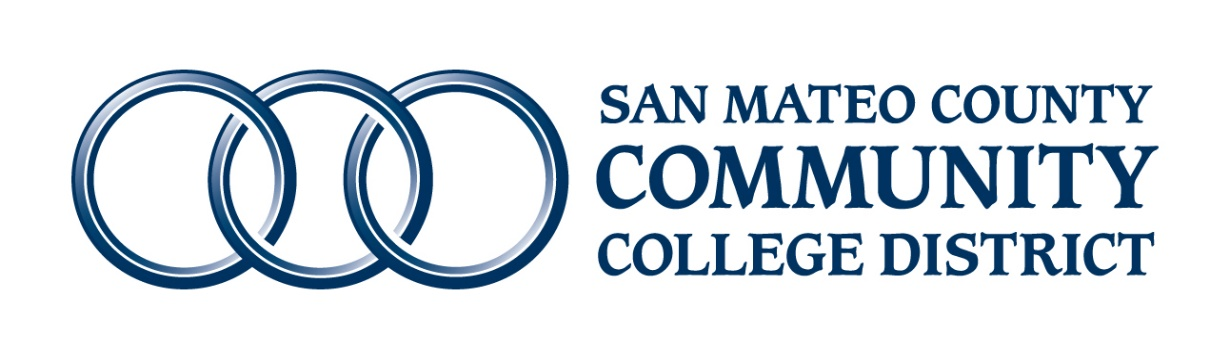 SAN MATEO COUNTY
COMMUNITY
COLLEGE DISTRICT